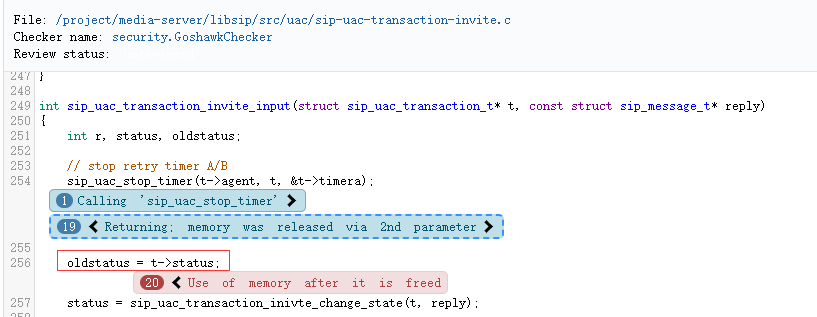 File: /project/media-server/libsip/src/uac/sip-uac-transaction-invite.c
Checker name: security.GoshawkChecker
Review status:
247 }
248
249 int sip_uac_transaction_invite_input(struct sip_uac_transaction_t* t, const struct sip_message_t* reply)
250 {
251     int r, status, oldstatus;
252
253     // stop retry timer A/B
254     sip_uac_stop_timer(t->agent, t, &t->timera);
1 Calling 'sip_uac_stop_timer'
19 Returning; memory was released via 2nd parameter
255
256     oldstatus = t->status;
20 Use of memory after it is freed
257     status = sip_uac_transaction_inivte_change_state(t, reply);